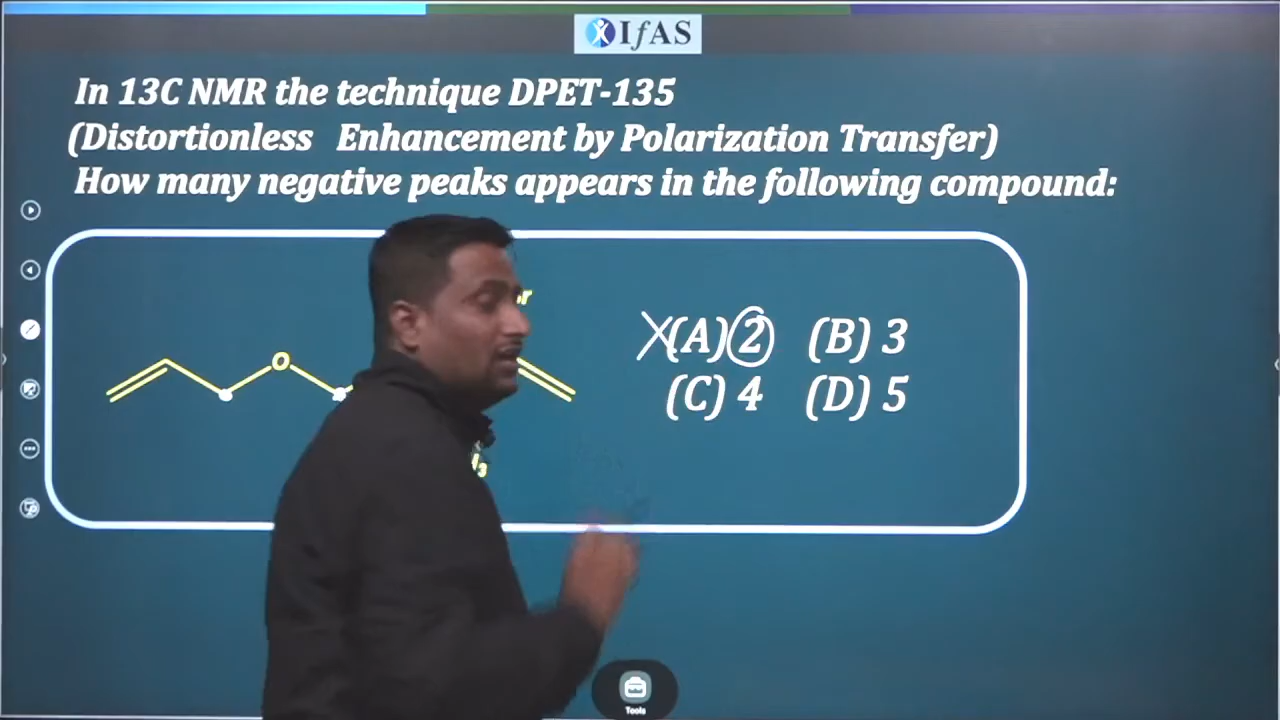 IfAS
In 13C NMR the technique DPET-135
(Distortionless Enhancement by Polarization Transfer)
How many negative peaks appears in the following compound:
O
X(A) 2 (B) 3
(C) 4 (D) 5
3
Tools